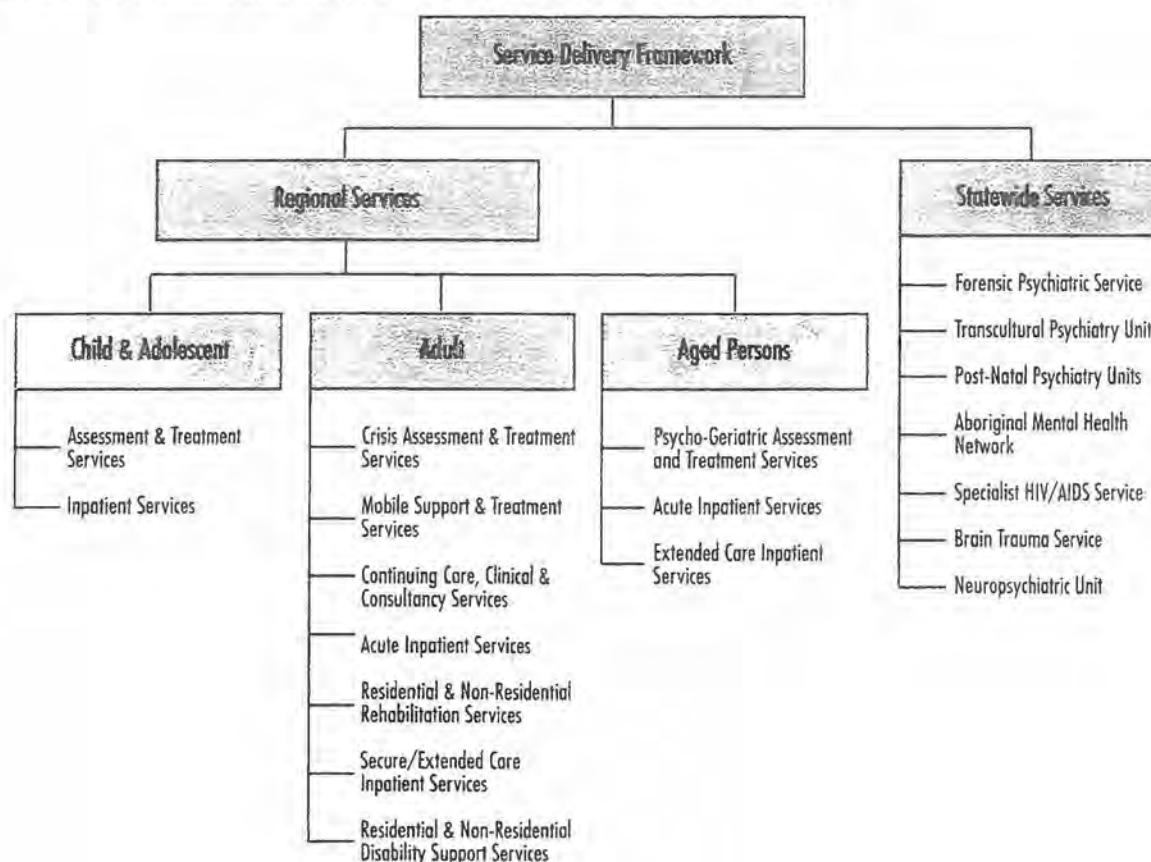 Service Delivery Framework
Regional Services
Statewide Services
Child & Adolescent
Adult
Aged Persons
Assessment & Treatment
Services
Inpatient Services
Crisis Assessment & Treatment
Services
Mobile Support & Treatment
Services
Continuing Care, Clinical &
Consultancy Services
Acute Inpatient Services
Residential & Non-Residential
Rehabilitation Services
Secure/Extended Care
Inpatient Services
Residential & Non-Residential
Disability Support Services
Psycho-Geriatric Assessment
and Treatment Services
Acute Inpatient Services
Extended Care Inpatient
Services
Forensic Psychiatric Service
Transcultural Psychiatry Unit
Post-Natal Psychiatry Units
Aboriginal Mental Health
Network
Specialist HIV/AIDS Service
Brain Trauma Service
Neuropsychiatric Unit